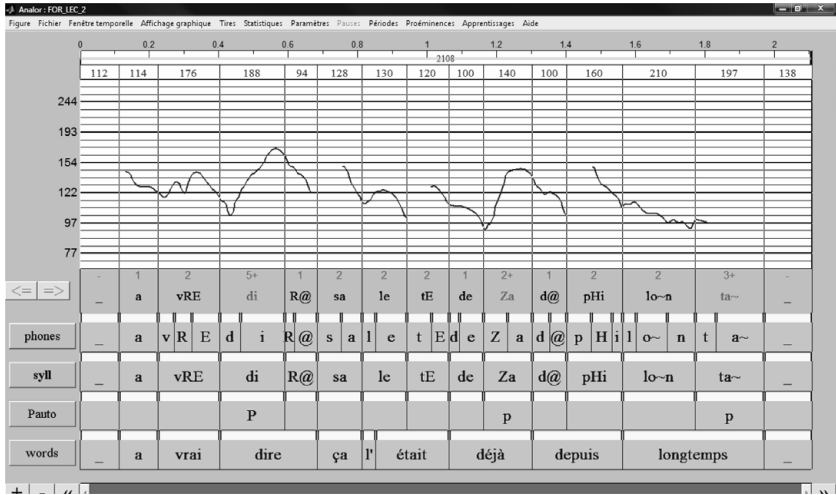 Analor : FOR_LEC_2
Figure Fichier Fenêtre temporelle Affichage graphique Tires Statistiques Paramètres Pauses Périodes Proéminences Apprentissages Aide
0 0.2 0.4 0.6 0.8 1 1.2 1.4 1.6 1.8 2
2108
112 114 176 188 94 128 130 120 100 140 100 160 210 197 138
244
193
154
122
97
77
- 1 2 5+ 1 2 2 2 1 2+ 1 2 2 3+ -
<= => _ a vRE di R@ sa le tE de Za d@ pHi lo~n ta~ _
phones _ a v R E d i R @ s a l e t E d e Z a d @ p H i l o~ n t a~ _
syll _ a vRE di R@ sa le tE de Za d@ pHi lo~n ta~ _
Pauto P p p
words _ a vrai dire ça l' était déjà depuis longtemps _
+ - << >>